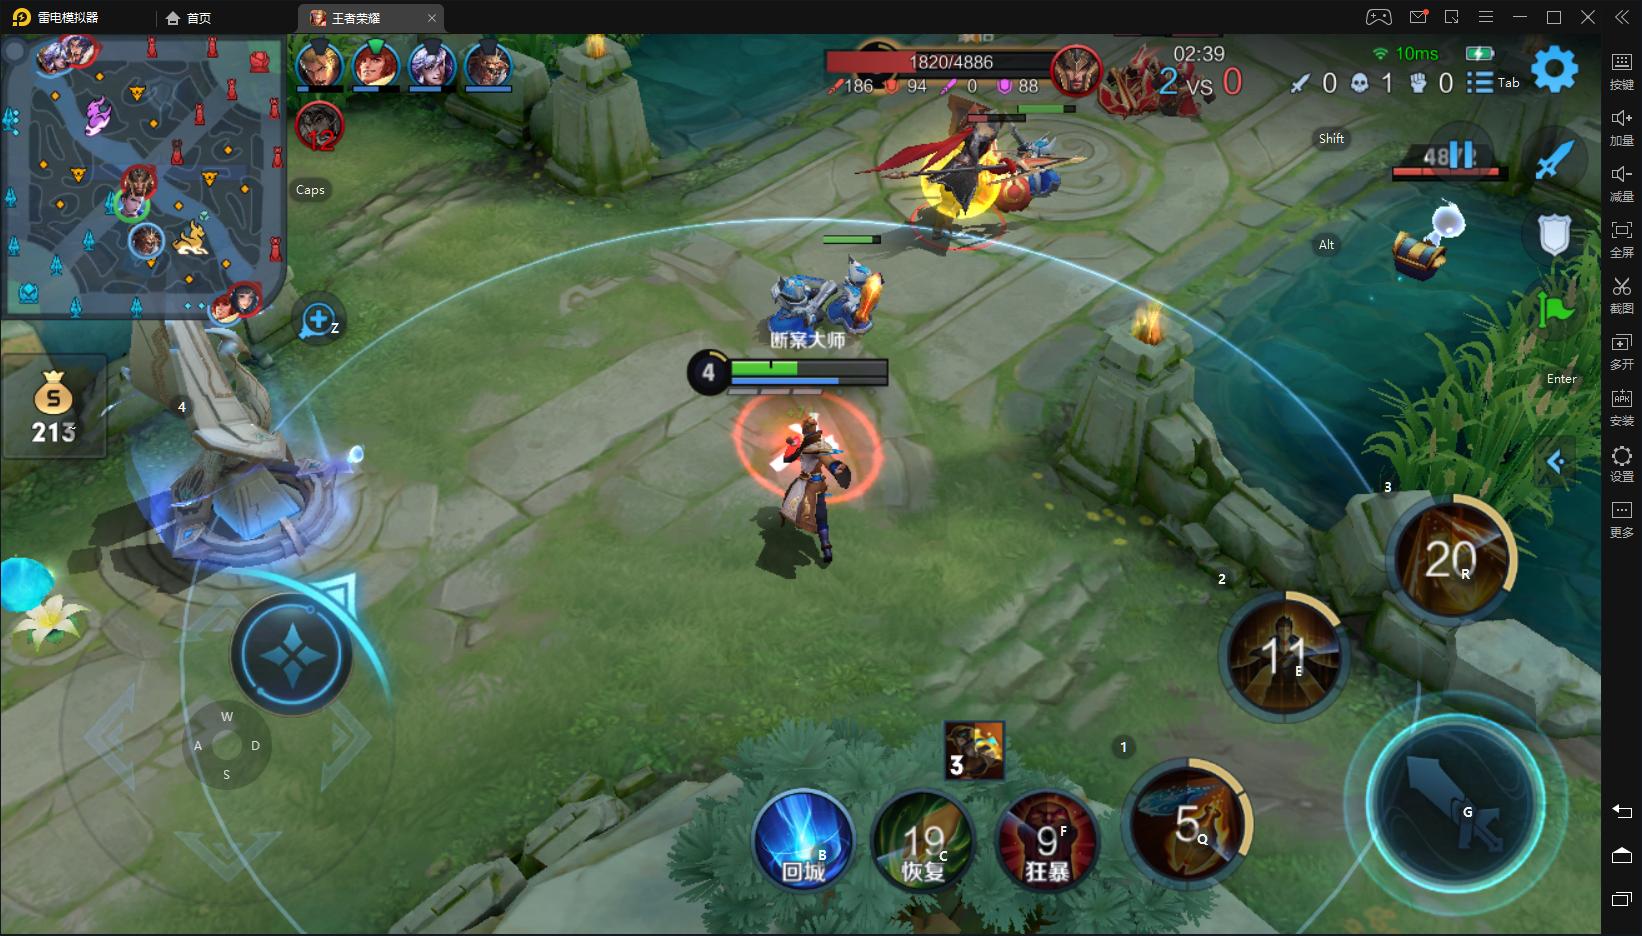 雷电模拟器
首页
王者荣耀
1820/4886
186 94 0 88
02:39
2 VS 0
10ms
0 1 0
Tab
按键
加量
减量
全屏
截图
多开
安装
设置
更多
12
Caps
Shift
Alt
Z
断案大师
4
Enter
213
4
3
20
R
2
11
E
W
A D
S
1
3
5
Q
G
B
回城
19
C
恢复
9
F
狂暴
APK